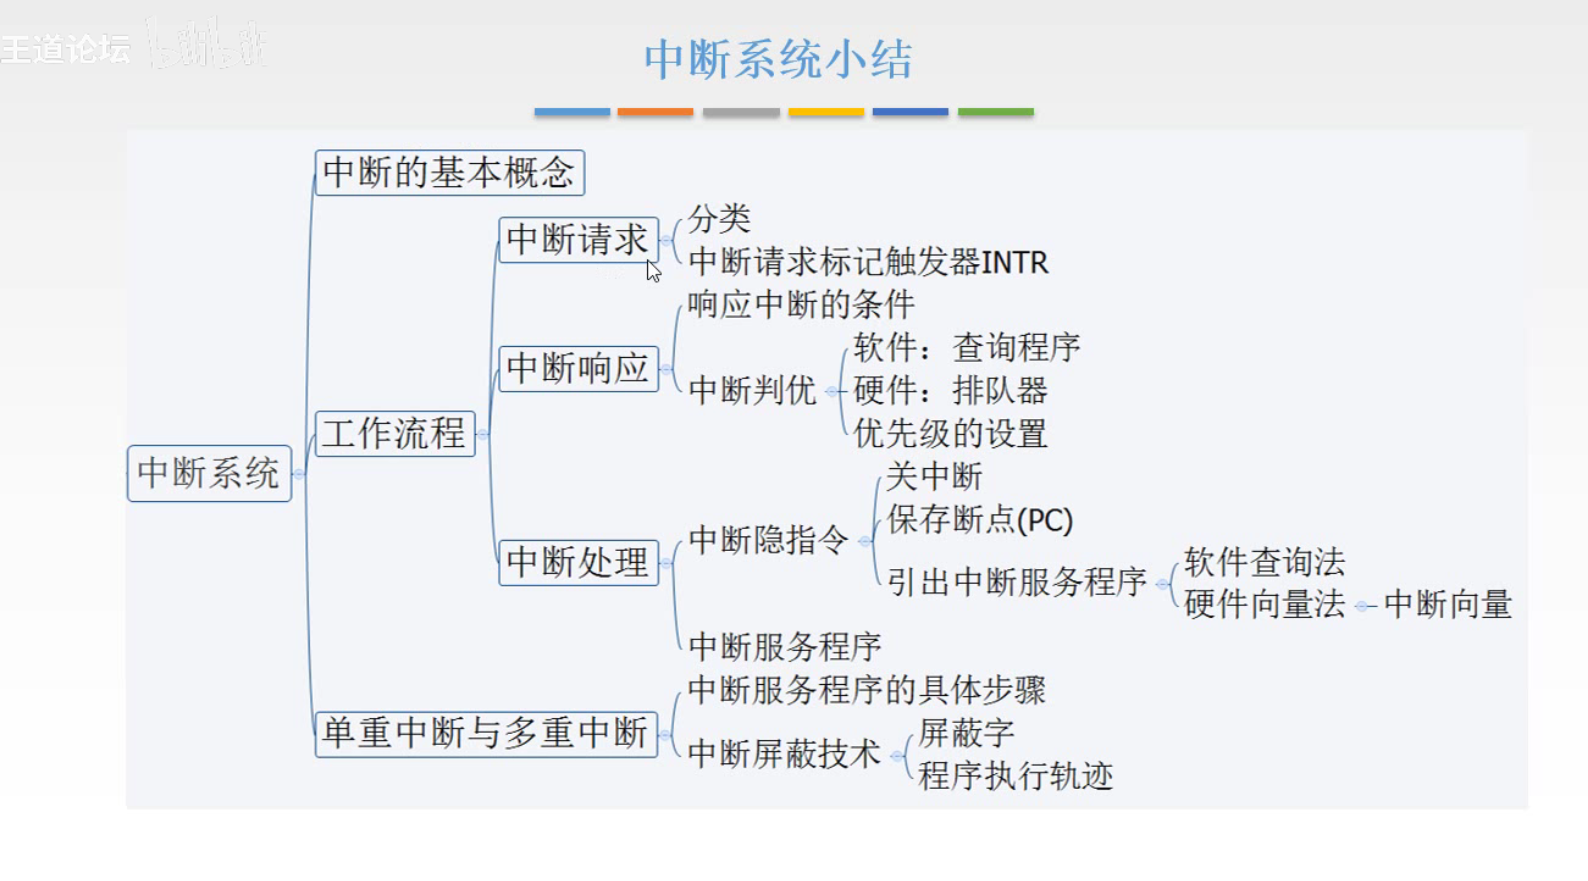 王道论坛 bilibili
中断系统小结
中断的基本概念
中断请求
分类
中断请求标记触发器INTR
响应中断的条件
中断响应
软件：查询程序
中断判优
硬件：排队器
优先级的设置
工作流程
中断系统
关中断
保存断点(PC)
中断隐指令
中断处理
引出中断服务程序
软件查询法
硬件向量法
中断向量
中断服务程序
中断服务程序的具体步骤
单重中断与多重中断
屏蔽字
中断屏蔽技术
程序执行轨迹